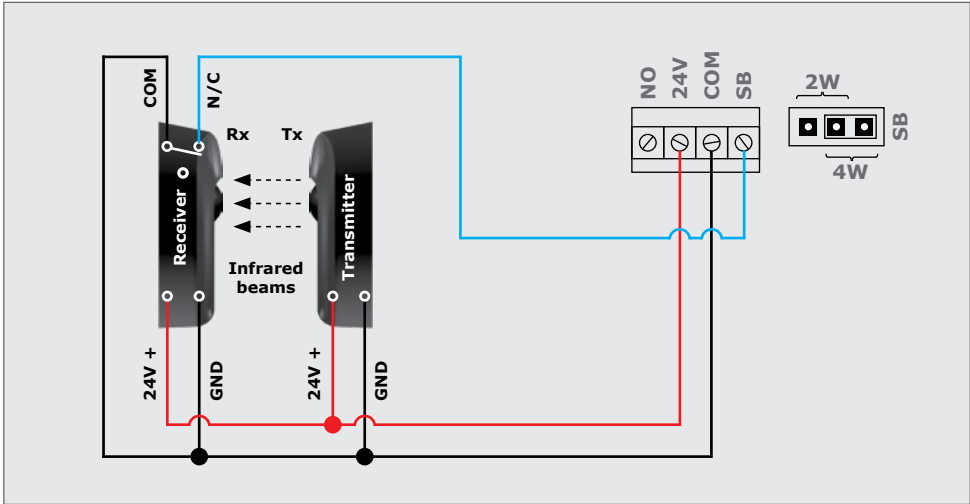 COM
N/C
Rx
Tx
Receiver
Transmitter
Infrared
beams
24V +
GND
24V +
GND
NO
24V
COM
SB
2W
SB
4W